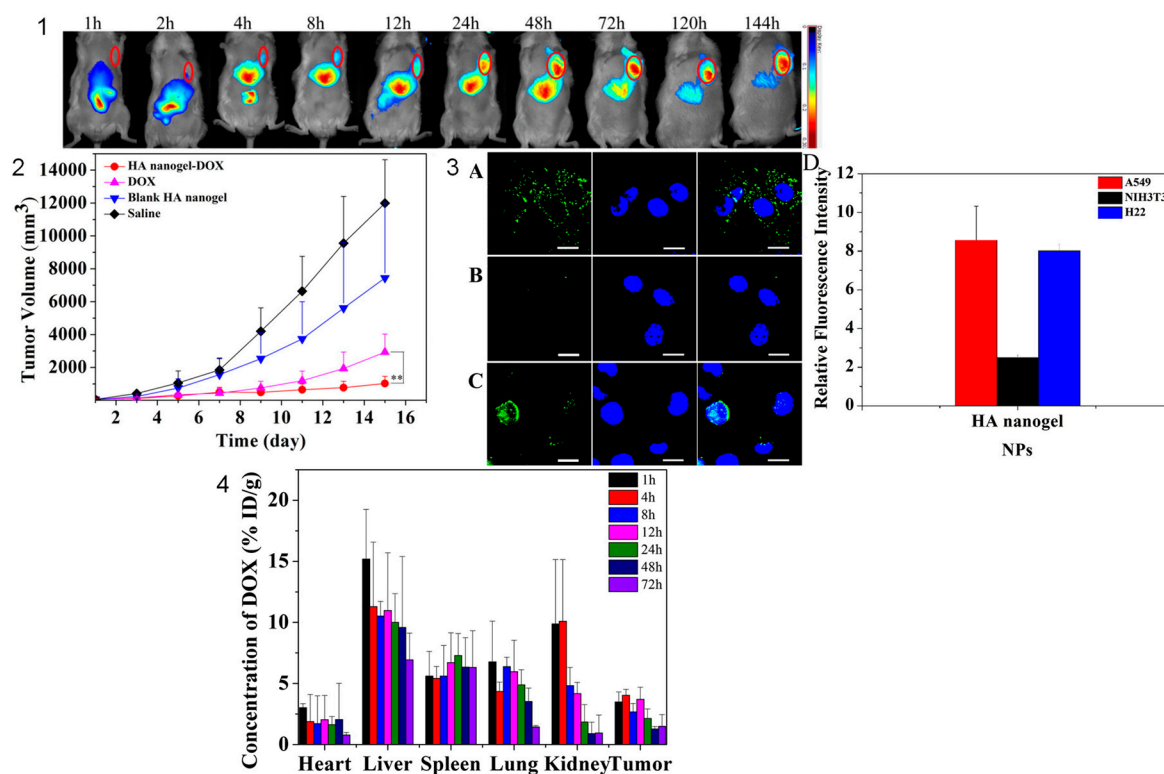 1
1h 2h 4h 8h 12h 24h 48h 72h 120h 144h
2
HA nanogel-DOX
DOX
Blank HA nanogel
Saline
Tumor Volume (mm³)
14000
12000
10000
8000
6000
4000
2000
2 4 6 8 10 12 14 16
Time (day)
**
3
A
B
C
D
Relative Fluorescence Intensity
12
10
8
6
4
2
0
A549
NIH3T3
H22
HA nanogel
NPs
4
Concentration of DOX (% ID/g)
20
15
10
5
0
1h
4h
8h
12h
24h
48h
72h
Heart Liver Spleen Lung Kidney Tumor